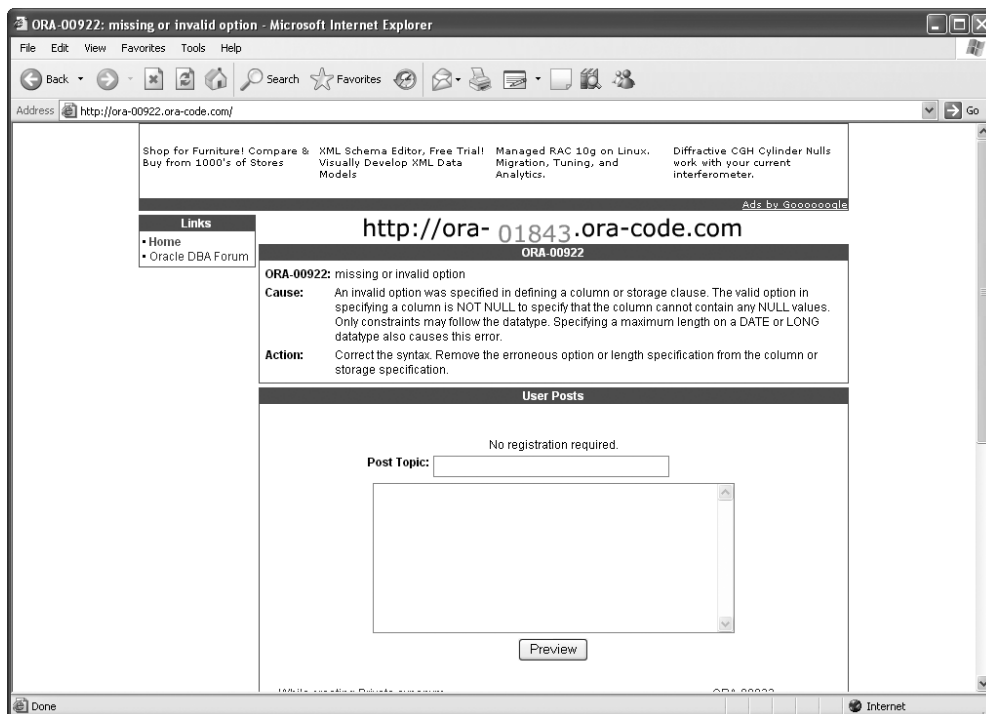 ORA-00922: missing or invalid option - Microsoft Internet Explorer
File Edit View Favorites Tools Help
Back Search Favorites
Address http://ora-00922.ora-code.com/ Go
Shop for Furniture! Compare &
Buy from 1000's of
Stores
XML Schema Editor, Free Trial!
Visually Develop XML Data
Models
Managed RAC 10g on Linux.
Migration, Tuning, and
Analytics.
Diffractive CGH Cylinder Nulls
work with your current
interferometer.
Ads by Goooooogle
Links
▪ Home
▪ Oracle DBA Forum
http://ora- 01843.ora-code.com
ORA-00922
ORA-00922: missing or invalid option
Cause: An invalid option was specified in defining a column or storage clause. The valid option in
specifying a column is NOT NULL to specify that the column cannot contain any NULL values.
Only constraints may follow the datatype. Specifying a maximum length on a DATE or LONG
datatype also causes this error.
Action: Correct the syntax. Remove the erroneous option or length specification from the column or
storage specification.
User Posts
No registration required.
Post Topic:
Preview
While creating Private synonym ORA-00922
Done Internet